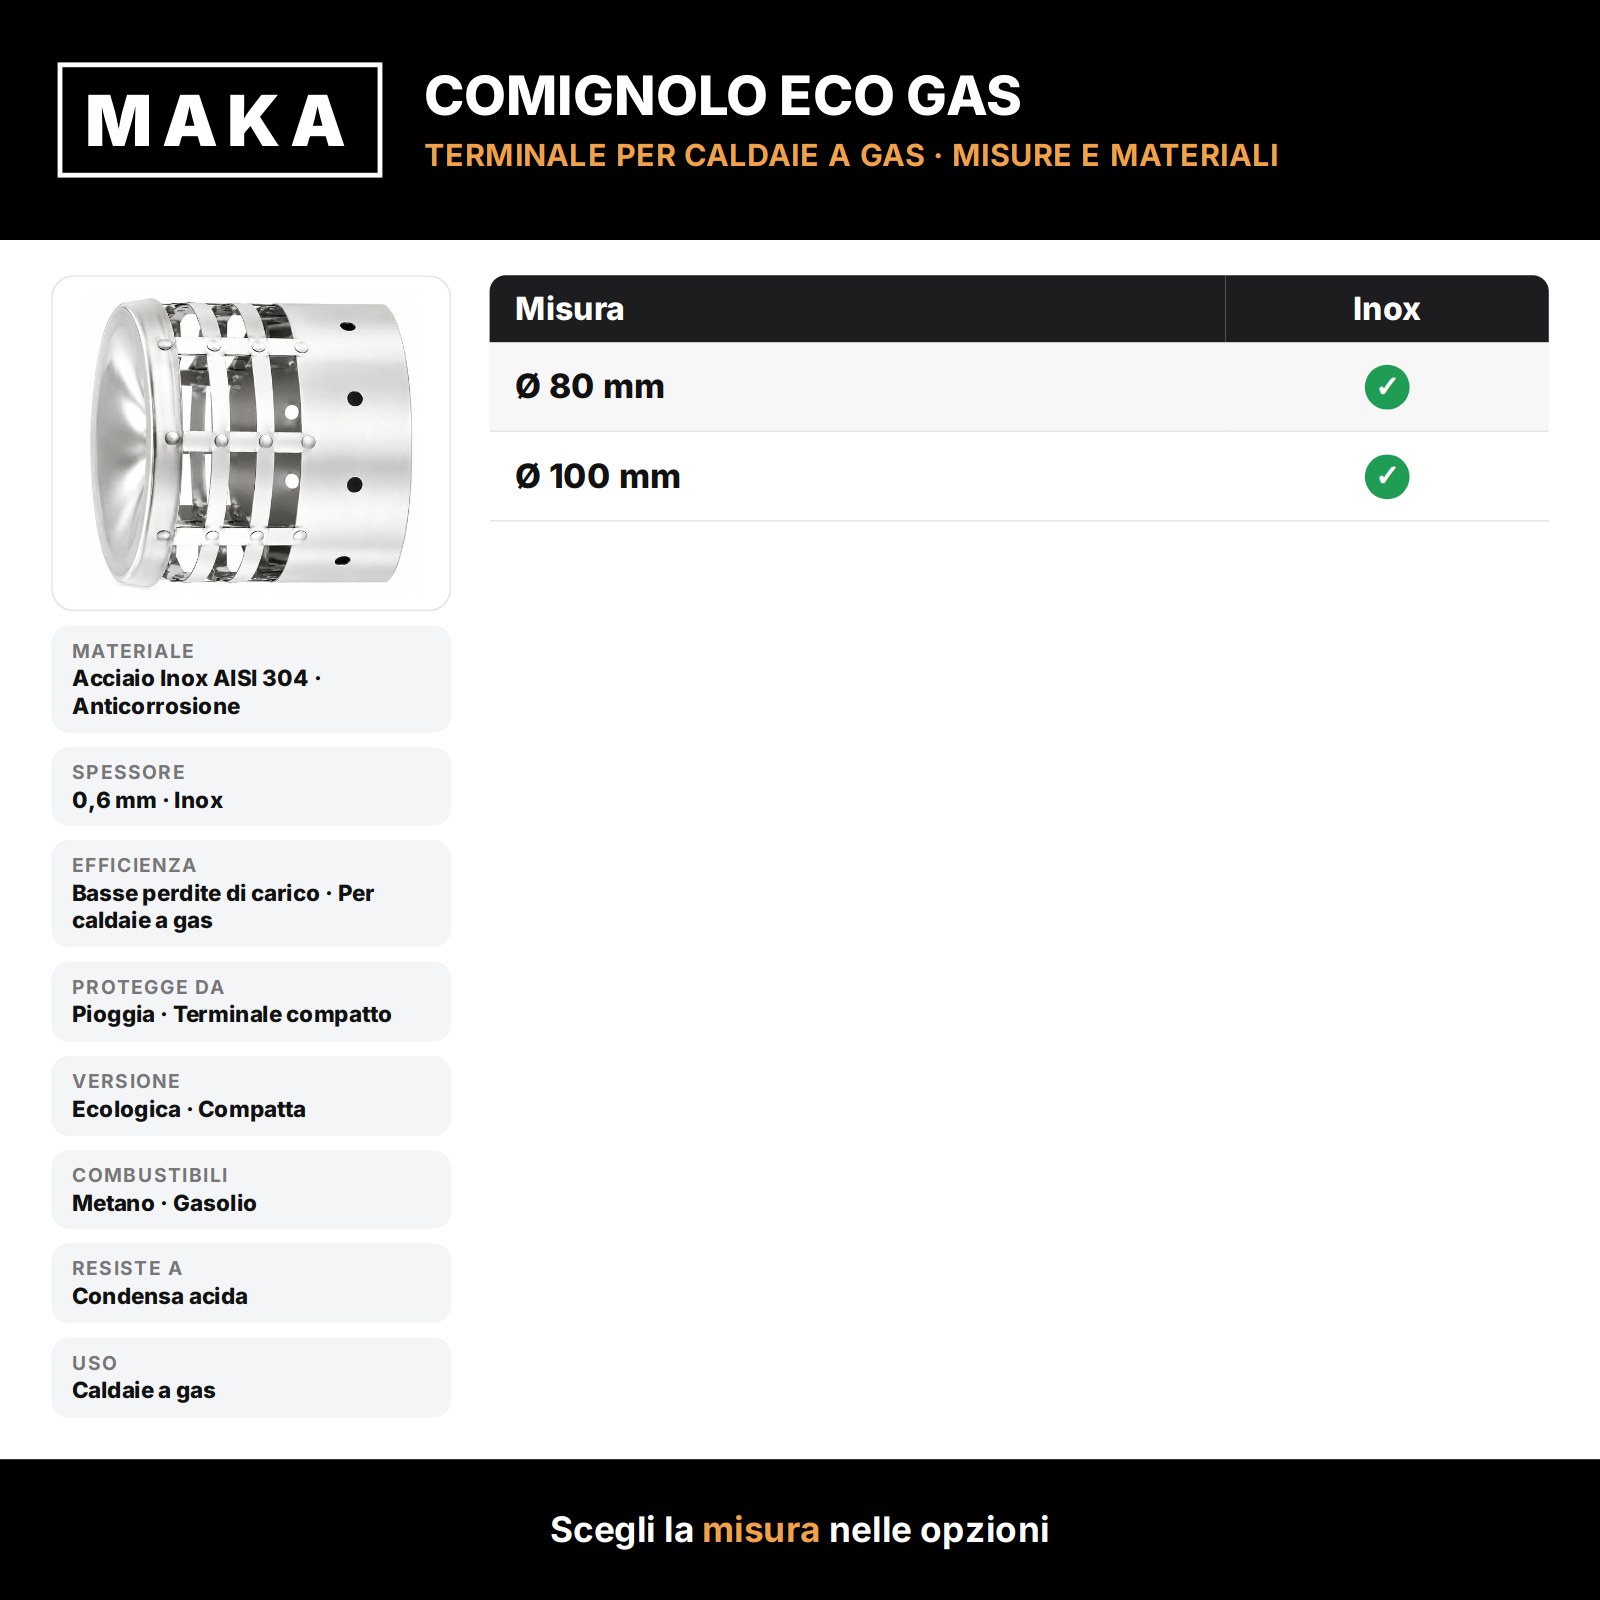 MAKA
COMIGNOLO ECO GAS
TERMINALE PER CALDAIE A GAS · MISURE E MATERIALI
Misura Inox
Ø 80 mm ✓
Ø 100 mm ✓
MATERIALE
Acciaio Inox AISI 304 ·
Anticorrosione
SPESSORE
0,6 mm · Inox
EFFICIENZA
Basse perdite di carico · Per
caldaie a gas
PROTEGGE DA
Pioggia · Terminale compatto
VERSIONE
Ecologica · Compatta
COMBUSTIBILI
Metano · Gasolio
RESISTE A
Condensa acida
USO
Caldaie a gas
Scegli la misura nelle opzioni